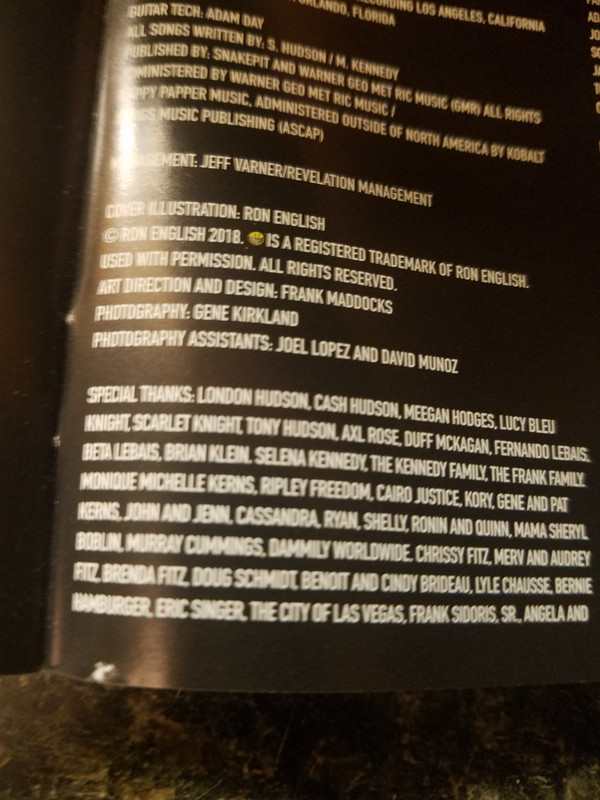 RECORDING LOS ANGELES, CALIFORNIA
ORLANDO, FLORIDA
GUITAR TECH: ADAM DAY
ALL SONGS WRITTEN BY: S. HUDSON / M. KENNEDY
PUBLISHED BY: SNAKEPIT AND WARNER GEO MET RIC MUSIC (GMR) ALL RIGHTS
ADMINISTERED BY WARNER GEO MET RIC MUSIC /
PPY PAPPER MUSIC. ADMINISTERED OUTSIDE OF NORTH AMERICA BY KOBALT
MUSIC PUBLISHING (ASCAP)
MANAGEMENT: JEFF VARNER/REVELATION MANAGEMENT
COVER ILLUSTRATION: RON ENGLISH
© RON ENGLISH 2018. IS A REGISTERED TRADEMARK OF RON ENGLISH.
USED WITH PERMISSION. ALL RIGHTS RESERVED.
ART DIRECTION AND DESIGN: FRANK MADDOCKS
PHOTOGRAPHY: GENE KIRKLAND
PHOTOGRAPHY ASSISTANTS: JOEL LOPEZ AND DAVID MUNOZ
SPECIAL THANKS: LONDON HUDSON, CASH HUDSON, MEEGAN HODGES, LUCY BLEU
KNIGHT, SCARLET KNIGHT, TONY HUDSON, AXL ROSE, DUFF MCKAGAN, FERNANDO LEBAIS,
BETA LEBAIS, BRIAN KLEIN, SELENA KENNEDY, THE KENNEDY FAMILY, THE FRANK FAMILY,
MONIQUE MICHELLE KERNS, RIPLEY FREEDOM, CAIRO JUSTICE, KORY, GENE AND PAT
KERNS, JOHN AND JENN, CASSANDRA, RYAN, SHELLY, RONIN AND QUINN, MAMA SHERYL
BOBLIN, MURRAY CUMMINGS, DAMMILY WORLDWIDE. CHRISSY FITZ, MERV AND AUDREY
FITZ, BRENDA FITZ, DOUG SCHMIDT, BENOIT AND CINDY BRIDEAU, LYLE CHAUSSE, BERNIE
HAMBURGER, ERIC SINGER, THE CITY OF LAS VEGAS, FRANK SIDORIS, SR., ANGELA AND